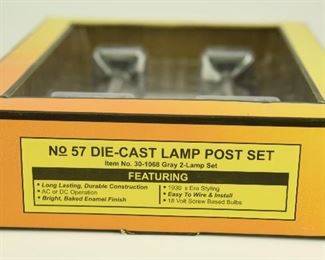 No 57 DIE-CAST LAMP POST SET
Item No. 30-1068 Gray 2-Lamp Set
FEATURING
• Long Lasting, Durable Construction
• AC or DC Operation
• Bright, Baked Enamel Finish
• 1930´s Era Styling
• Easy To Wire & Install
• 18 Volt Screw Based Bulbs